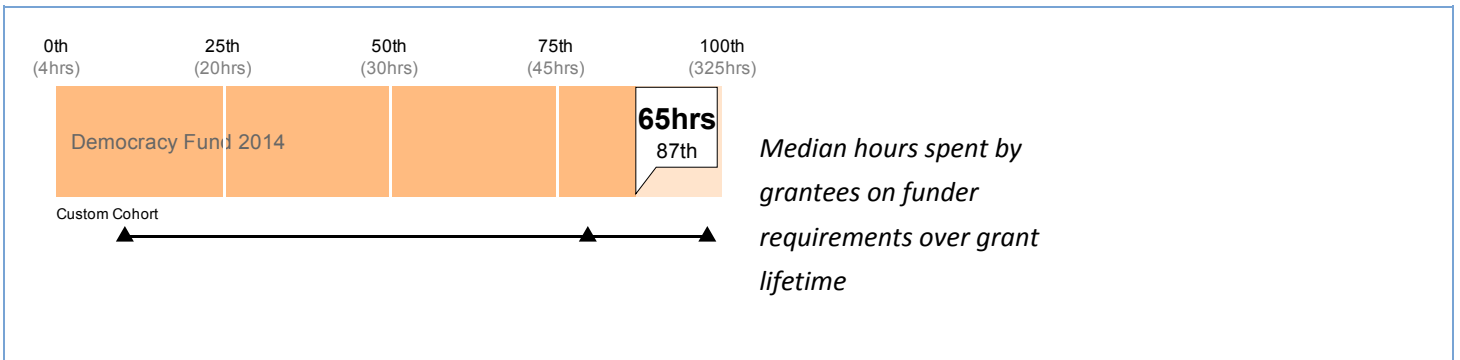 0th 25th 50th 75th 100th
(4hrs) (20hrs) (30hrs) (45hrs) (325hrs)
65hrs
Democracy Fund 2014
87th
Median hours spent by
grantees on funder
requirements over grant
lifetime
Custom Cohort